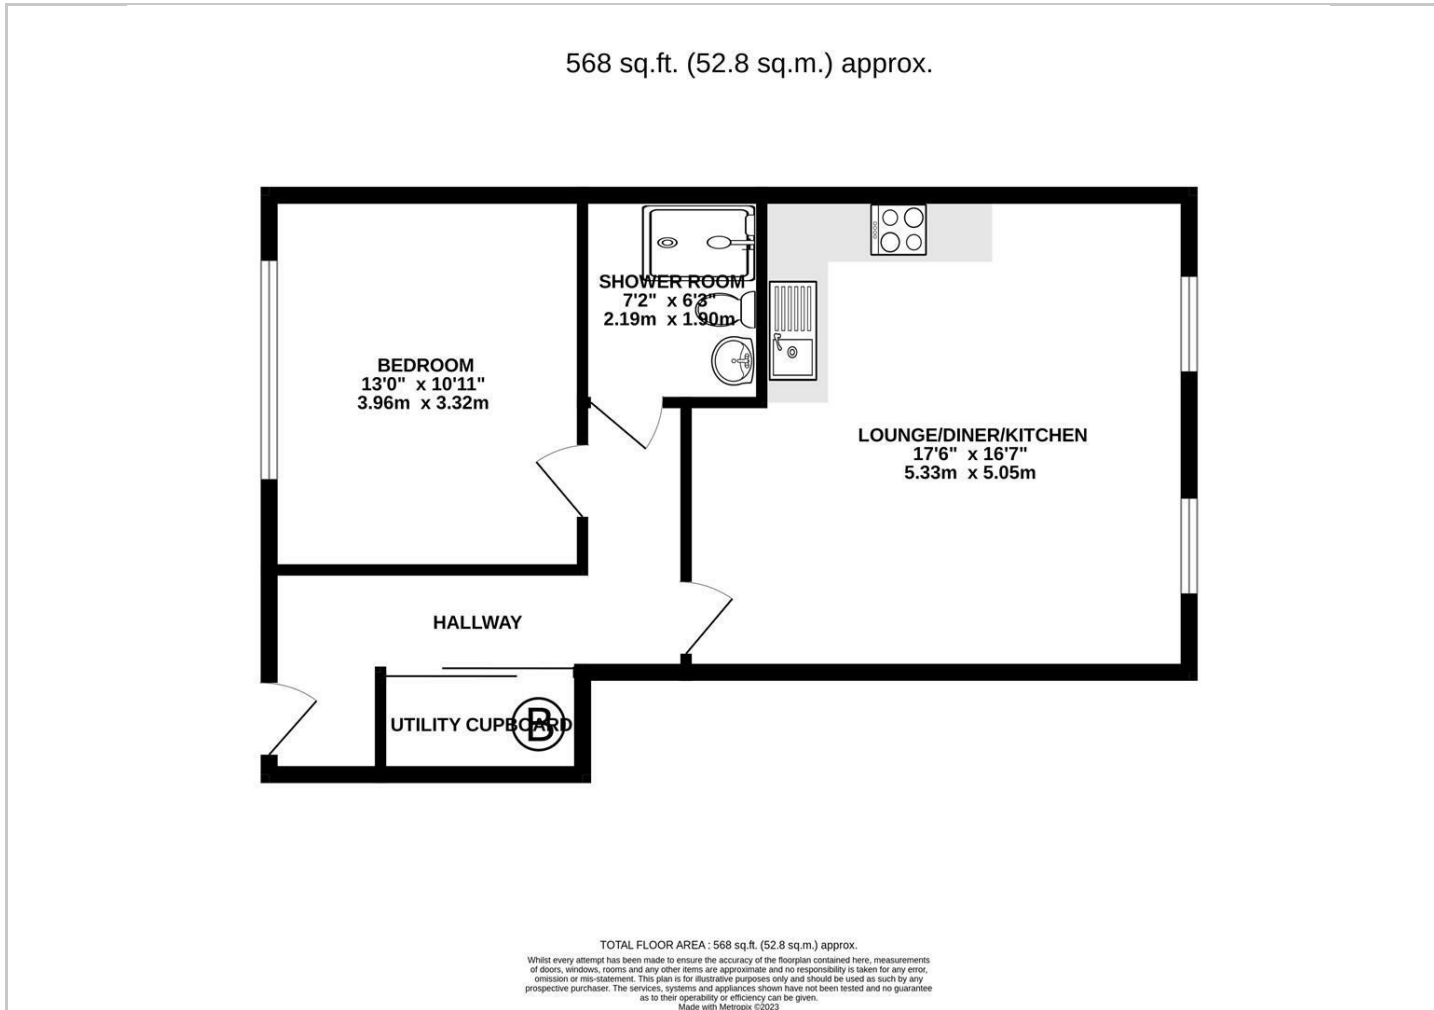 568 sq.ft. (52.8 sq.m.) approx.
SHOWER ROOM
7'2" x 6'3"
2.19m x 1.90m
BEDROOM
13'0" x 10'11"
3.96m x 3.32m
LOUNGE/DINER/KITCHEN
17'6" x 16'7"
5.33m x 5.05m
HALLWAY
UTILITY CUPBOARD
B
TOTAL FLOOR AREA : 568 sq.ft. (52.8 sq.m.) approx.
Whilst every attempt has been made to ensure the accuracy of the floorplan contained here, measurements
of doors, windows, rooms and any other items are approximate and no responsibility is taken for any error,
omission or mis-statement. This plan is for illustrative purposes only and should be used as such by any
prospective purchaser. The services, systems and appliances shown have not been tested and no guarantee
as to their operability or efficiency can be given.
Made with Metropix ©2023